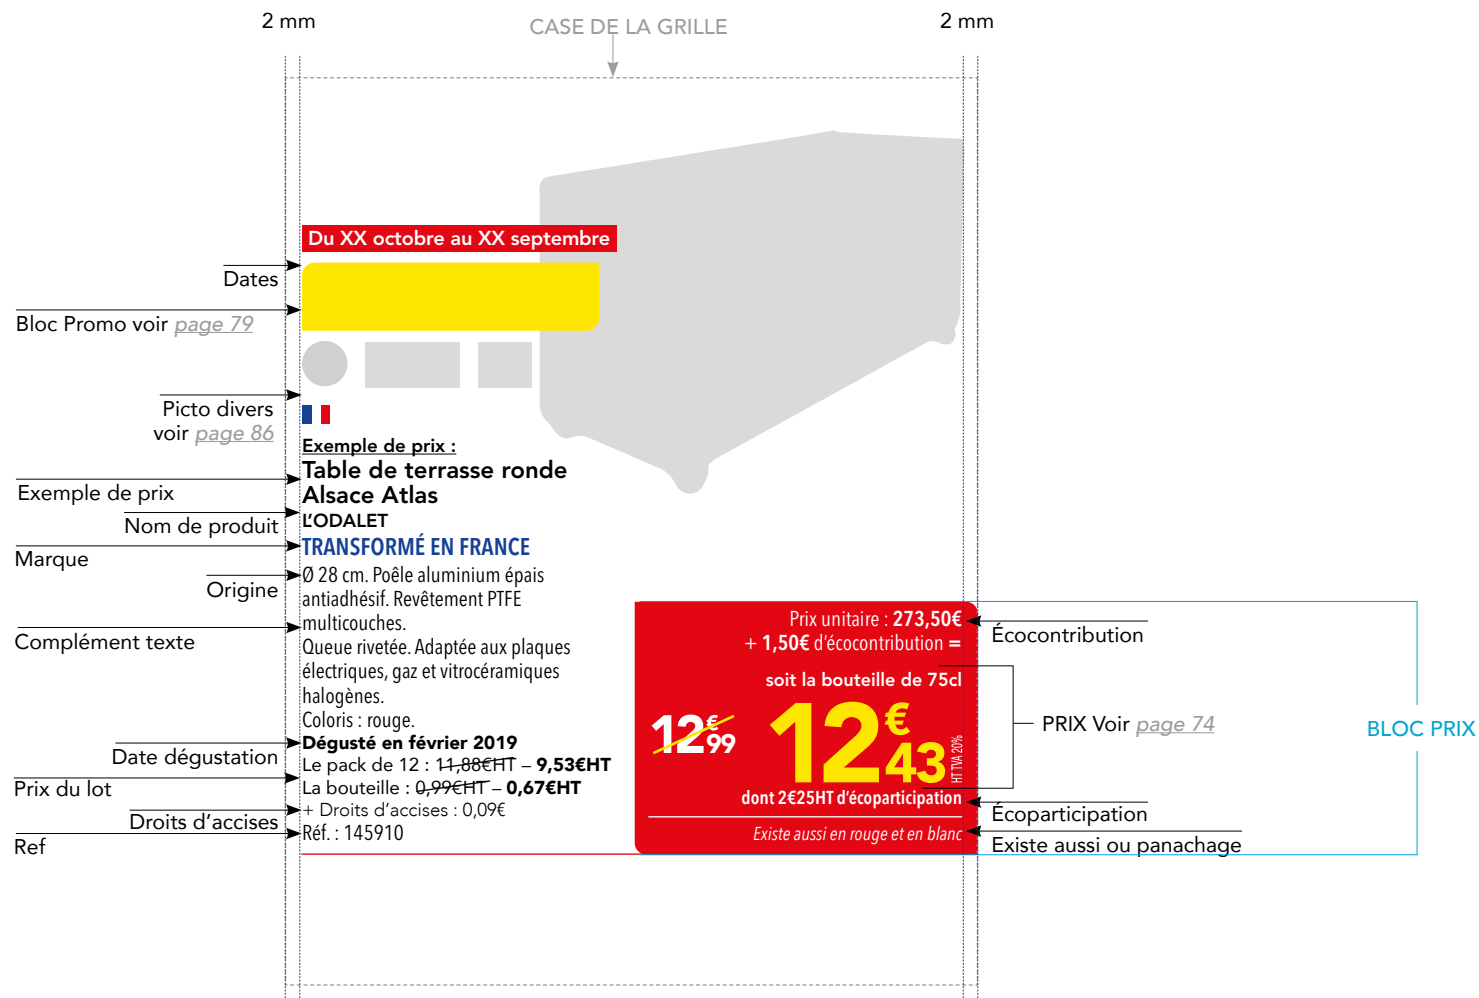 2 mm
CASE DE LA GRILLE
2 mm
Du XX octobre au XX septembre
Dates
Bloc Promo voir page 79
Picto divers
voir page 86
Exemple de prix
Nom de produit
Marque
Origine
Complément texte
Date dégustation
Prix du lot
Droits d'accises
Ref
Exemple de prix :
Table de terrasse ronde
Alsace Atlas
L'ODALET
TRANSFORMÉ EN FRANCE
Ø 28 cm. Poêle aluminium épais
antiadhésif. Revêtement PTFE
multicouches.
Queue rivetée. Adaptée aux plaques
électriques, gaz et vitrocéramiques
halogènes.
Coloris : rouge.
Dégusté en février 2019
Le pack de 12 : 11,88€HT – 9,53€HT
La bouteille : 0,99€HT – 0,67€HT
+ Droits d'accises : 0,09€
Réf. : 145910
Prix unitaire : 273,50€
+ 1,50€ d'écocontribution =
soit la bouteille de 75cl
12€99
12€43
HT TVA 20%
dont 2€25HT d'écoparticipation
Existe aussi en rouge et en blanc
Écocontribution
PRIX Voir page 74
BLOC PRIX
Écoparticipation
Existe aussi ou panachage